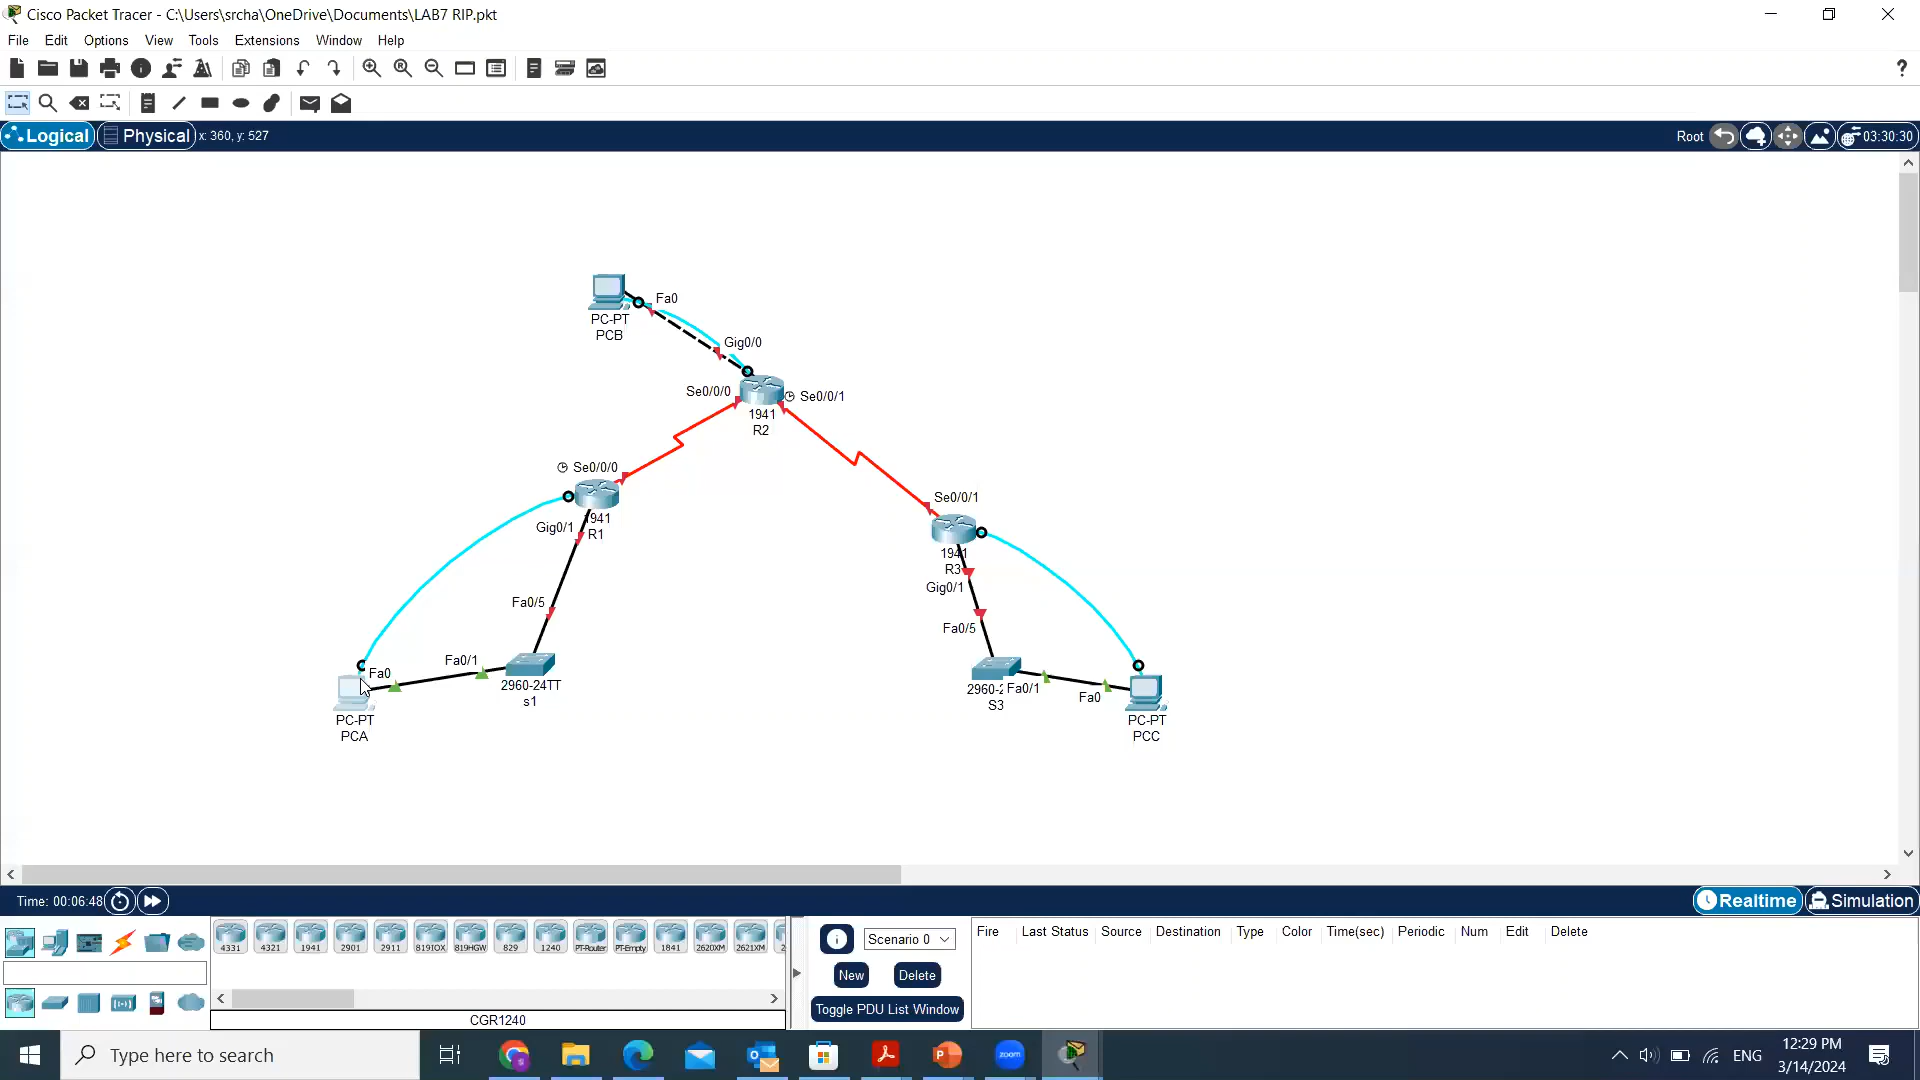 Cisco Packet Tracer - C:\Users\srcha\OneDrive\Documents\LAB7 RIP.pkt
File Edit Options View Tools Extensions Window Help
?
Logical Physical x: 360, y: 527
Root 03:30:30
Fa0
PC-PT
PCB
Gig0/0
Se0/0/0
Se0/0/1
1941
R2
Se0/0/0
Se0/0/1
1941
R1
Gig0/1
1941
R3
Gig0/1
Fa0/5
Fa0/5
Fa0/1
Fa0
2960-24TT
s1
PC-PT
PCA
2960-2
S3
Fa0/1
Fa0
PC-PT
PCC
Time: 00:06:48
Realtime Simulation
4331 4321 1941 2901 2911 819IOX 819HGW 829 1240 PT-Router PT-Empty 1841 2620XM 2621XM 2
CGR1240
Scenario 0
New Delete
Toggle PDU List Window
Fire Last Status Source Destination Type Color Time(sec) Periodic Num Edit Delete
Type here to search
zoom
ENG
12:29 PM
3/14/2024